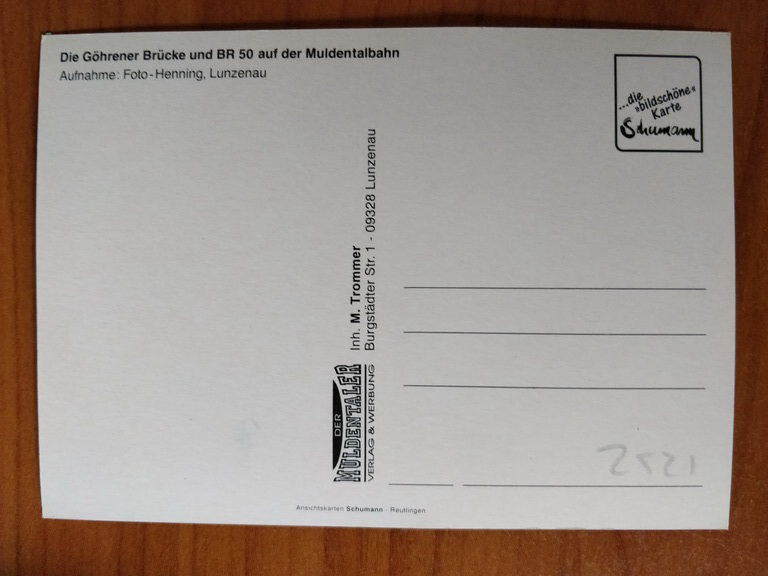 Die Göhrener Brücke und BR 50 auf der Muldentalbahn
Aufnahme: Foto-Henning, Lunzenau
...die
»bildschöne«
Karte
Schumann
Inh. M. Trommer
Burgstädter Str. 1 - 09328 Lunzenau
DER
MULDENTALER
VERLAG & WERBUNG
Ansichtskarten Schumann · Reutlingen